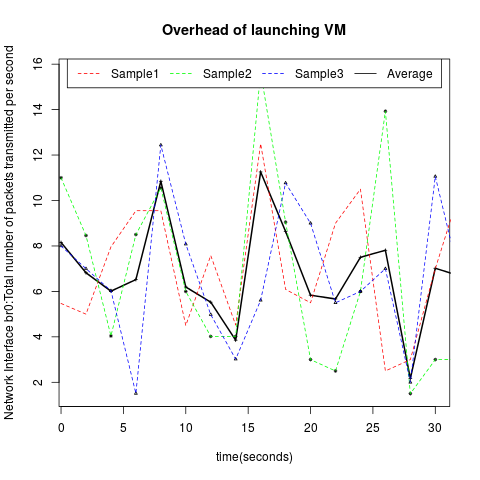 Overhead of launching VM
Sample1 Sample2 Sample3 Average
Network Interface br0:Total number of packets transmitted per second
16
14
12
10
8
6
4
2
0 5 10 15 20 25 30
time(seconds)